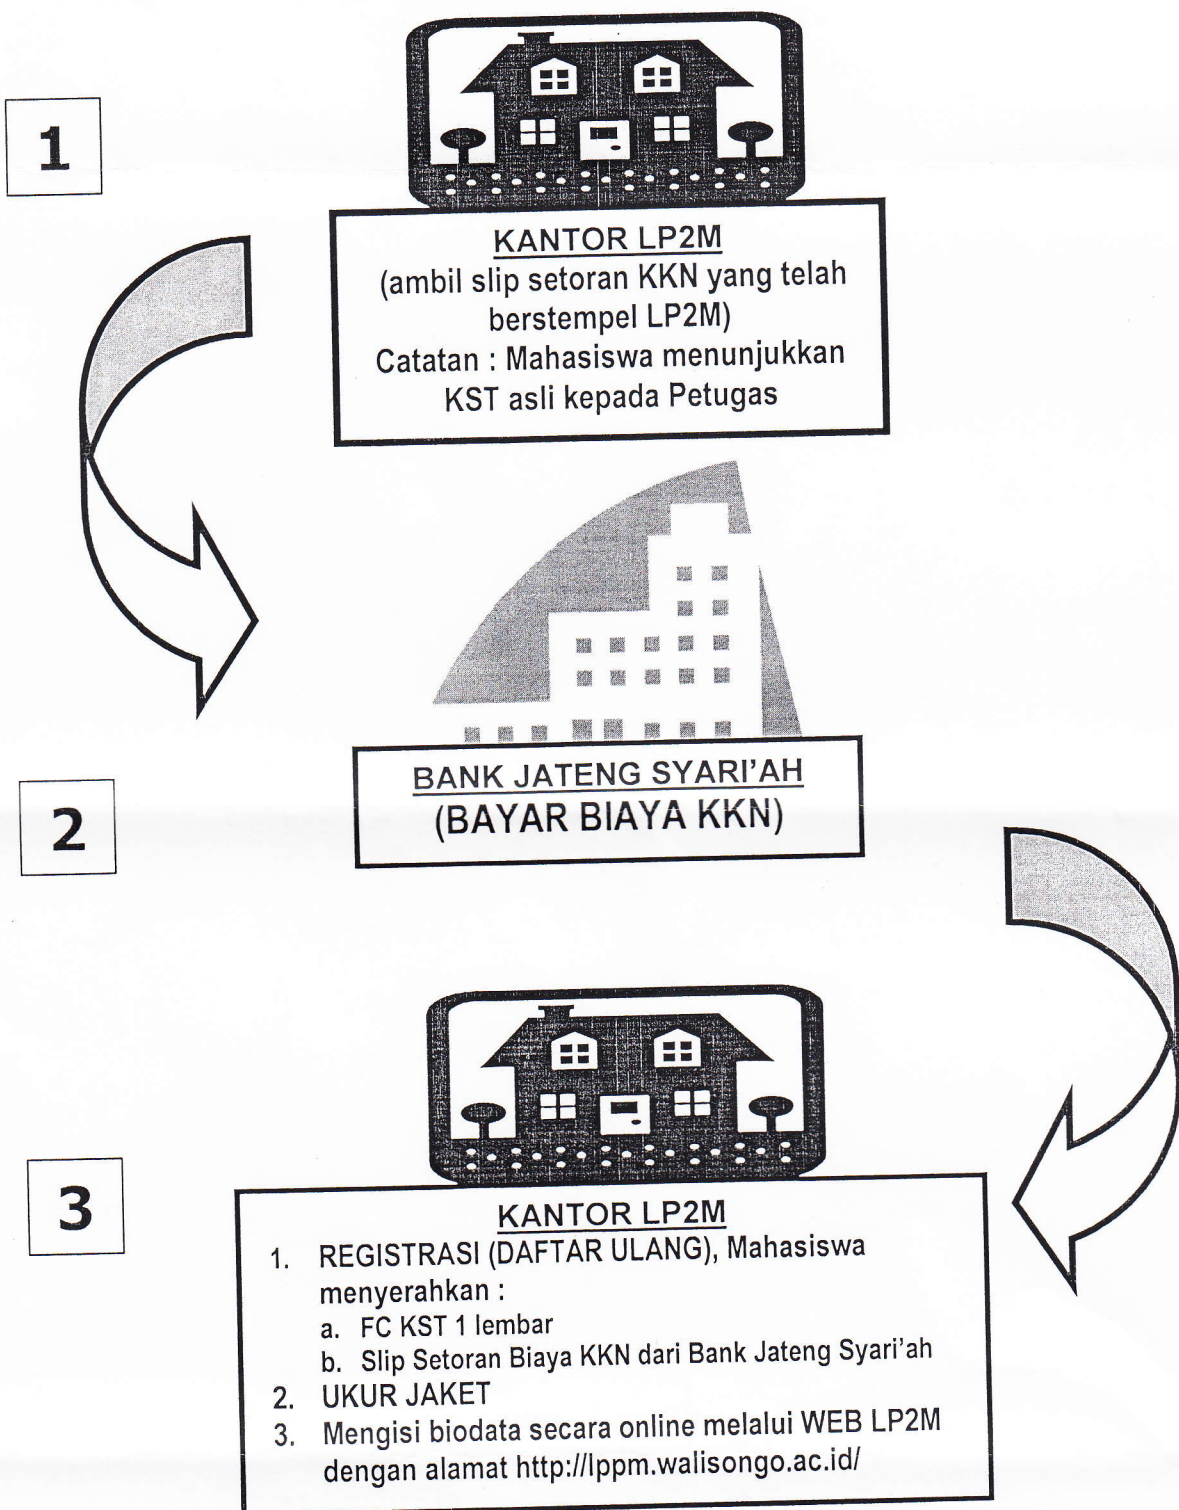 1
KANTOR LP2M
(ambil slip setoran KKN yang telah
berstempel LP2M)
Catatan : Mahasiswa menunjukkan
KST asli kepada Petugas
BANK JATENG SYARI'AH
(BAYAR BIAYA KKN)
2
3
KANTOR LP2M
1. REGISTRASI (DAFTAR ULANG), Mahasiswa
menyerahkan :
a. FC KST 1 lembar
b. Slip Setoran Biaya KKN dari Bank Jateng Syari'ah
2. UKUR JAKET
3. Mengisi biodata secara online melalui WEB LP2M
dengan alamat http://lppm.walisongo.ac.id/